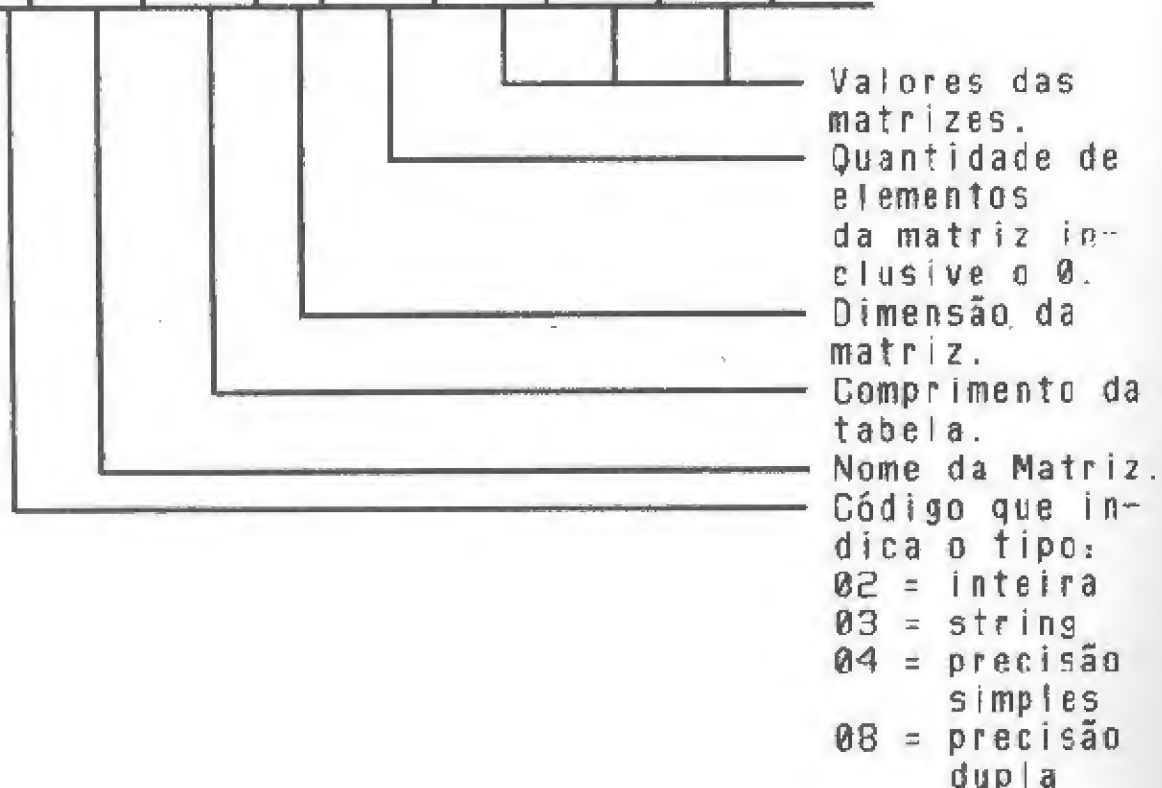 Valores das
matrizes.
Quantidade de
elementos
da matriz in-
clusive o 0.
Dimensão da
matriz.
Comprimento da
tabela.
Nome da Matriz.
Código que in-
dica o tipo:
02 = inteira
03 = string
04 = precisão
simples
08 = precisão
dupla